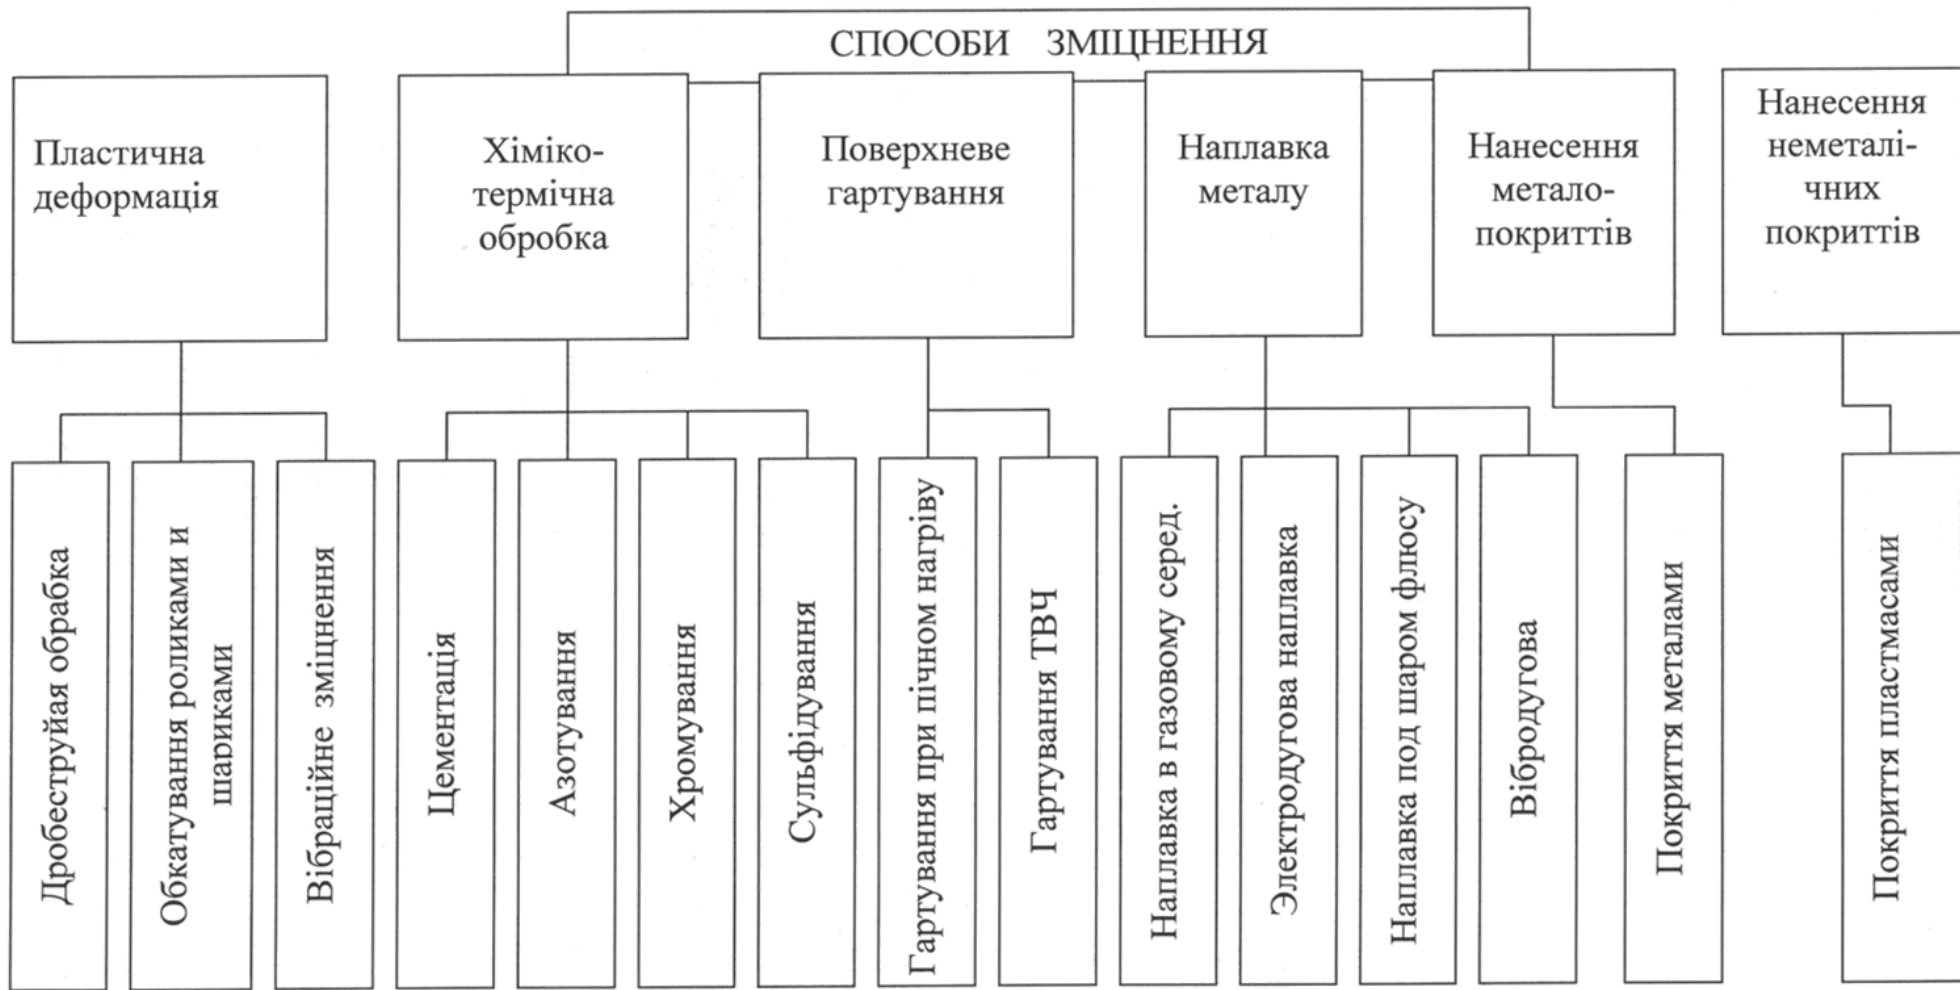 СПОСОБИ ЗМІЦНЕННЯ
Пластична
деформація
Хіміко-
термічна
обробка
Поверхневе
гартування
Наплавка
металу
Нанесення
метало-
покриттів
Нанесення
неметалі-
чних
покриттів
Дробеструйая обрабка
Обкатування роликами и
шариками
Вібраційне зміцнення
Цементація
Азотування
Хромування
Сульфідування
Гартування при пічном нагріву
Гартування ТВЧ
Наплавка в газовому серед.
Электродугова наплавка
Наплавка под шаром флюсу
Вібродугова
Покриття металами
Покриття пластмасами